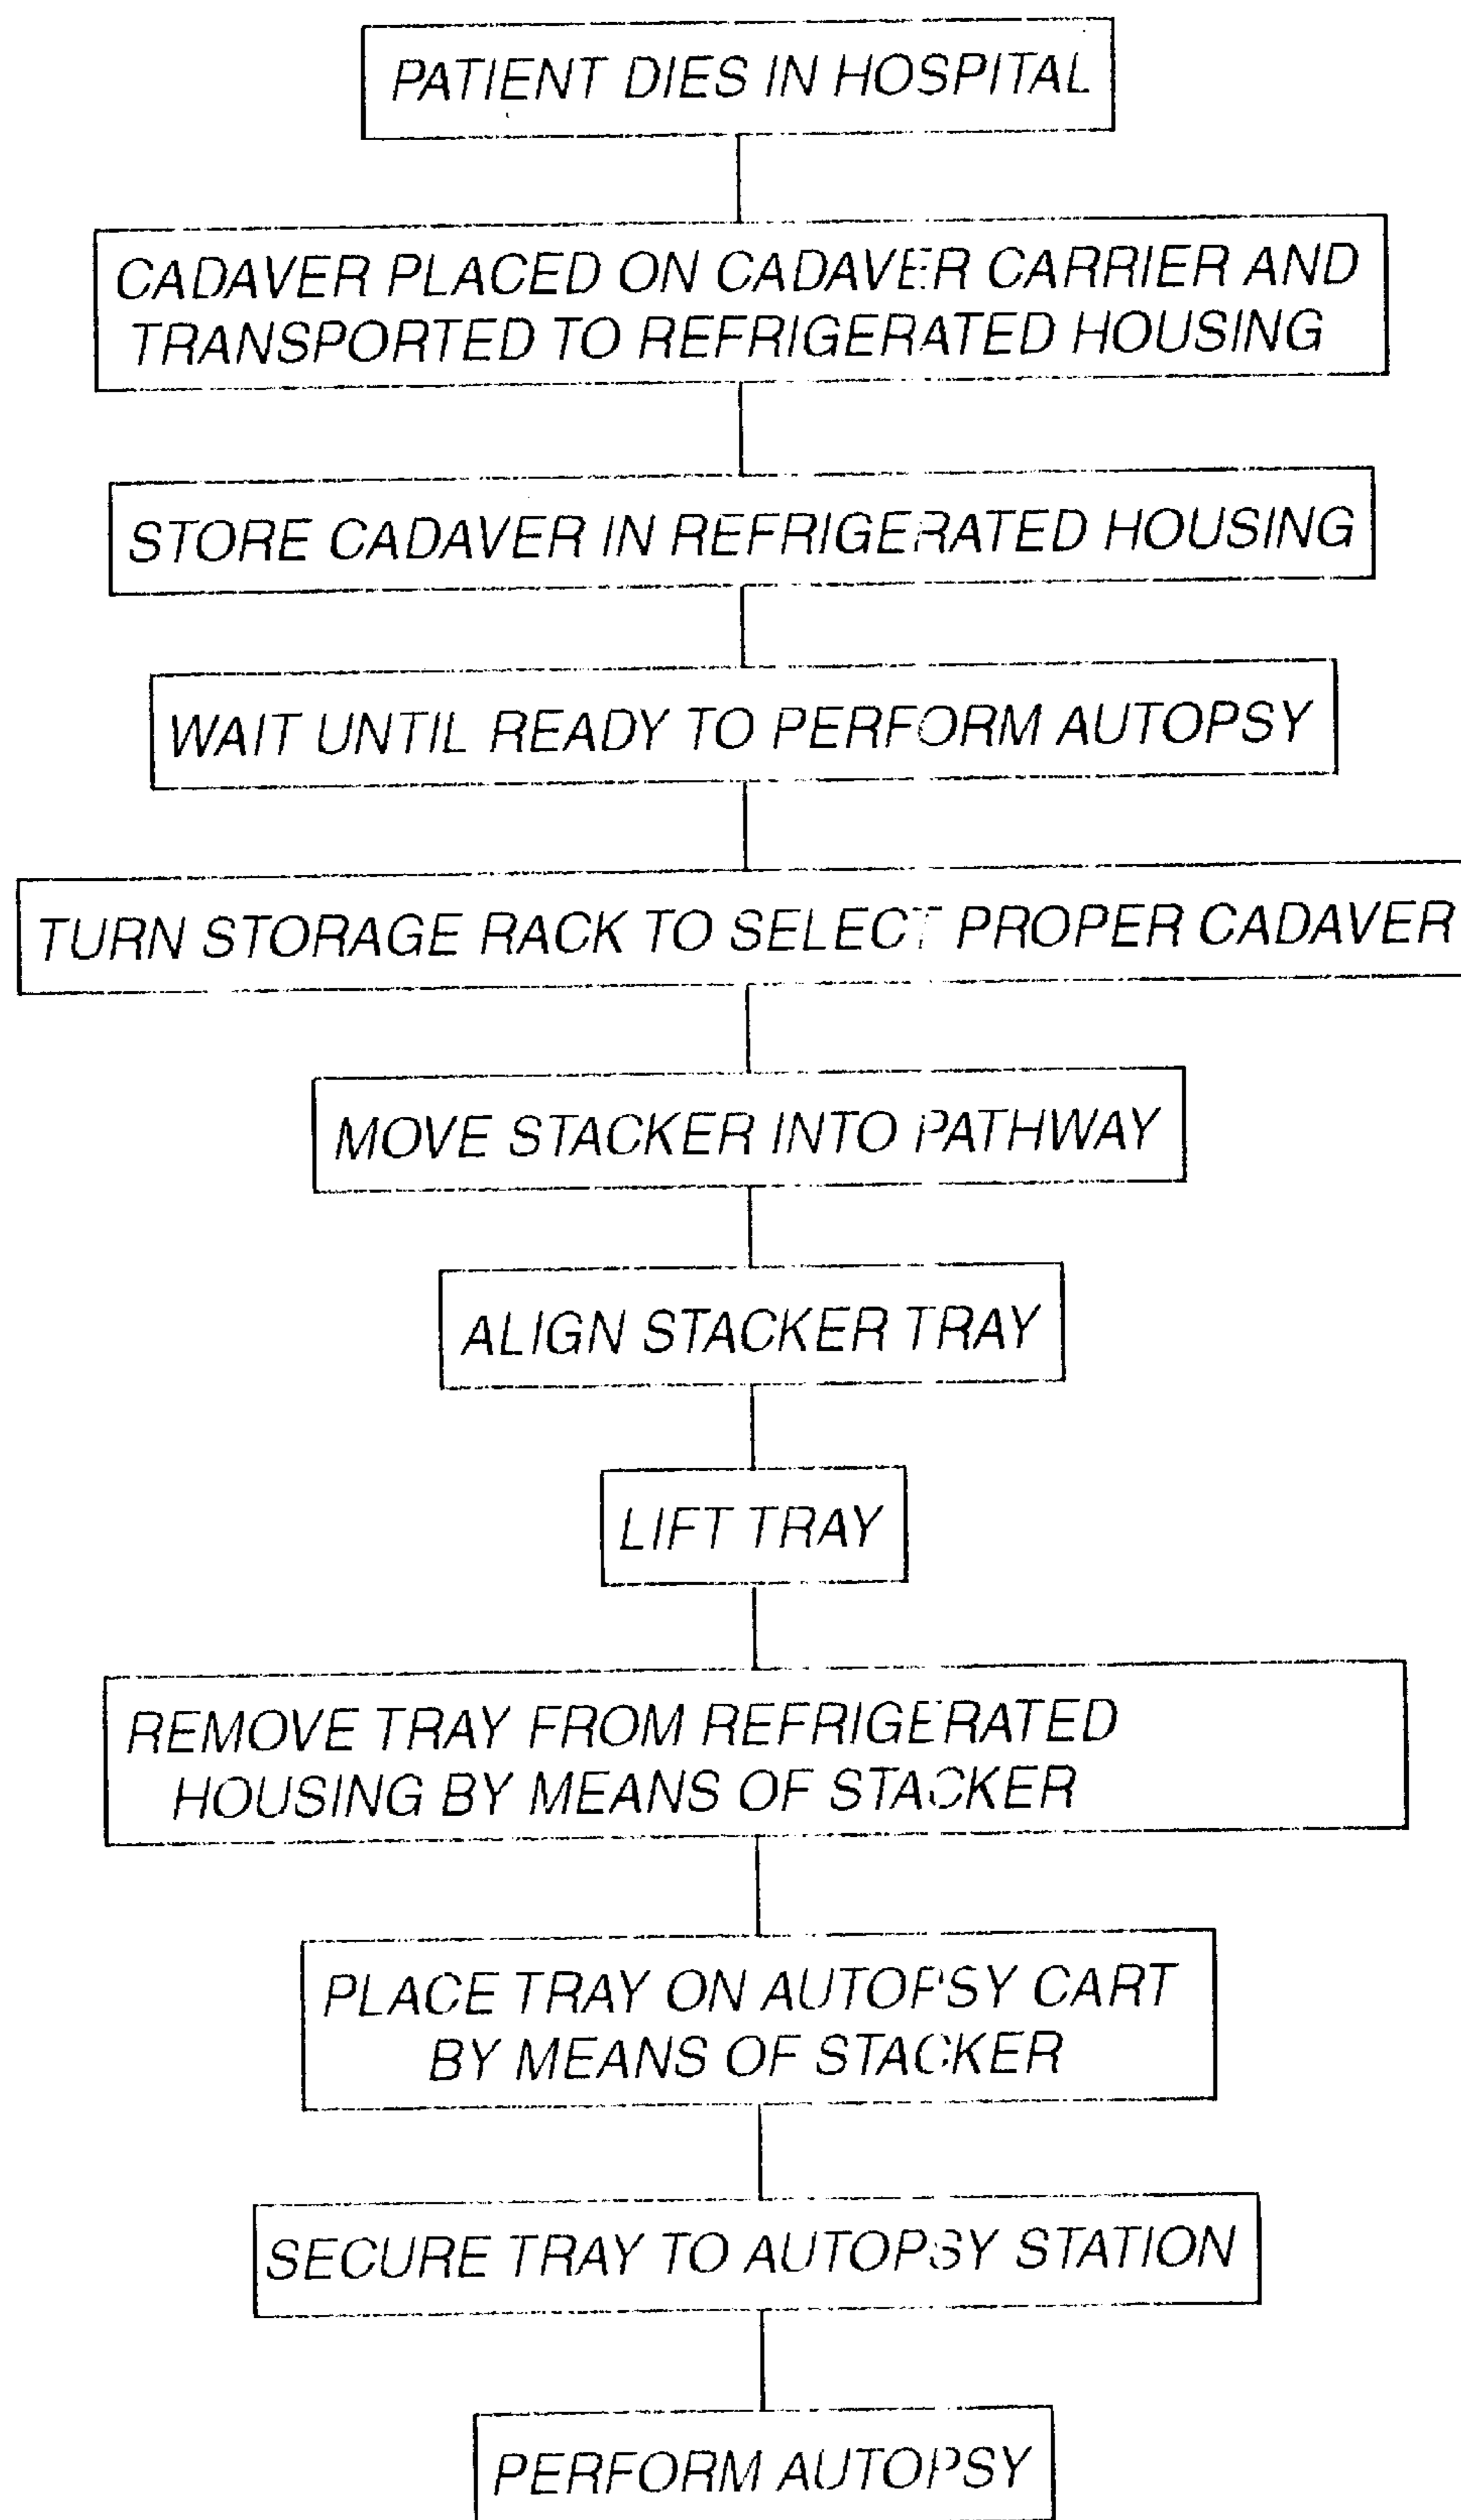 PATIENT DIES IN HOSPITAL
CADAVER PLACED ON CADAVER CARRIER AND
TRANSPORTED TO REFRIGERATED HOUSING
STORE CADAVER IN REFRIGERATED HOUSING
WAIT UNTIL READY TO PERFORM AUTOPSY
TURN STORAGE RACK TO SELECT PROPER CADAVER
MOVE STACKER INTO PATHWAY
ALIGN STACKER TRAY
LIFT TRAY
REMOVE TRAY FROM REFRIGERATED
HOUSING BY MEANS OF STACKER
PLACE TRAY ON AUTOPSY CART
BY MEANS OF STACKER
SECURE TRAY TO AUTOPSY STATION
PERFORM AUTOPSY